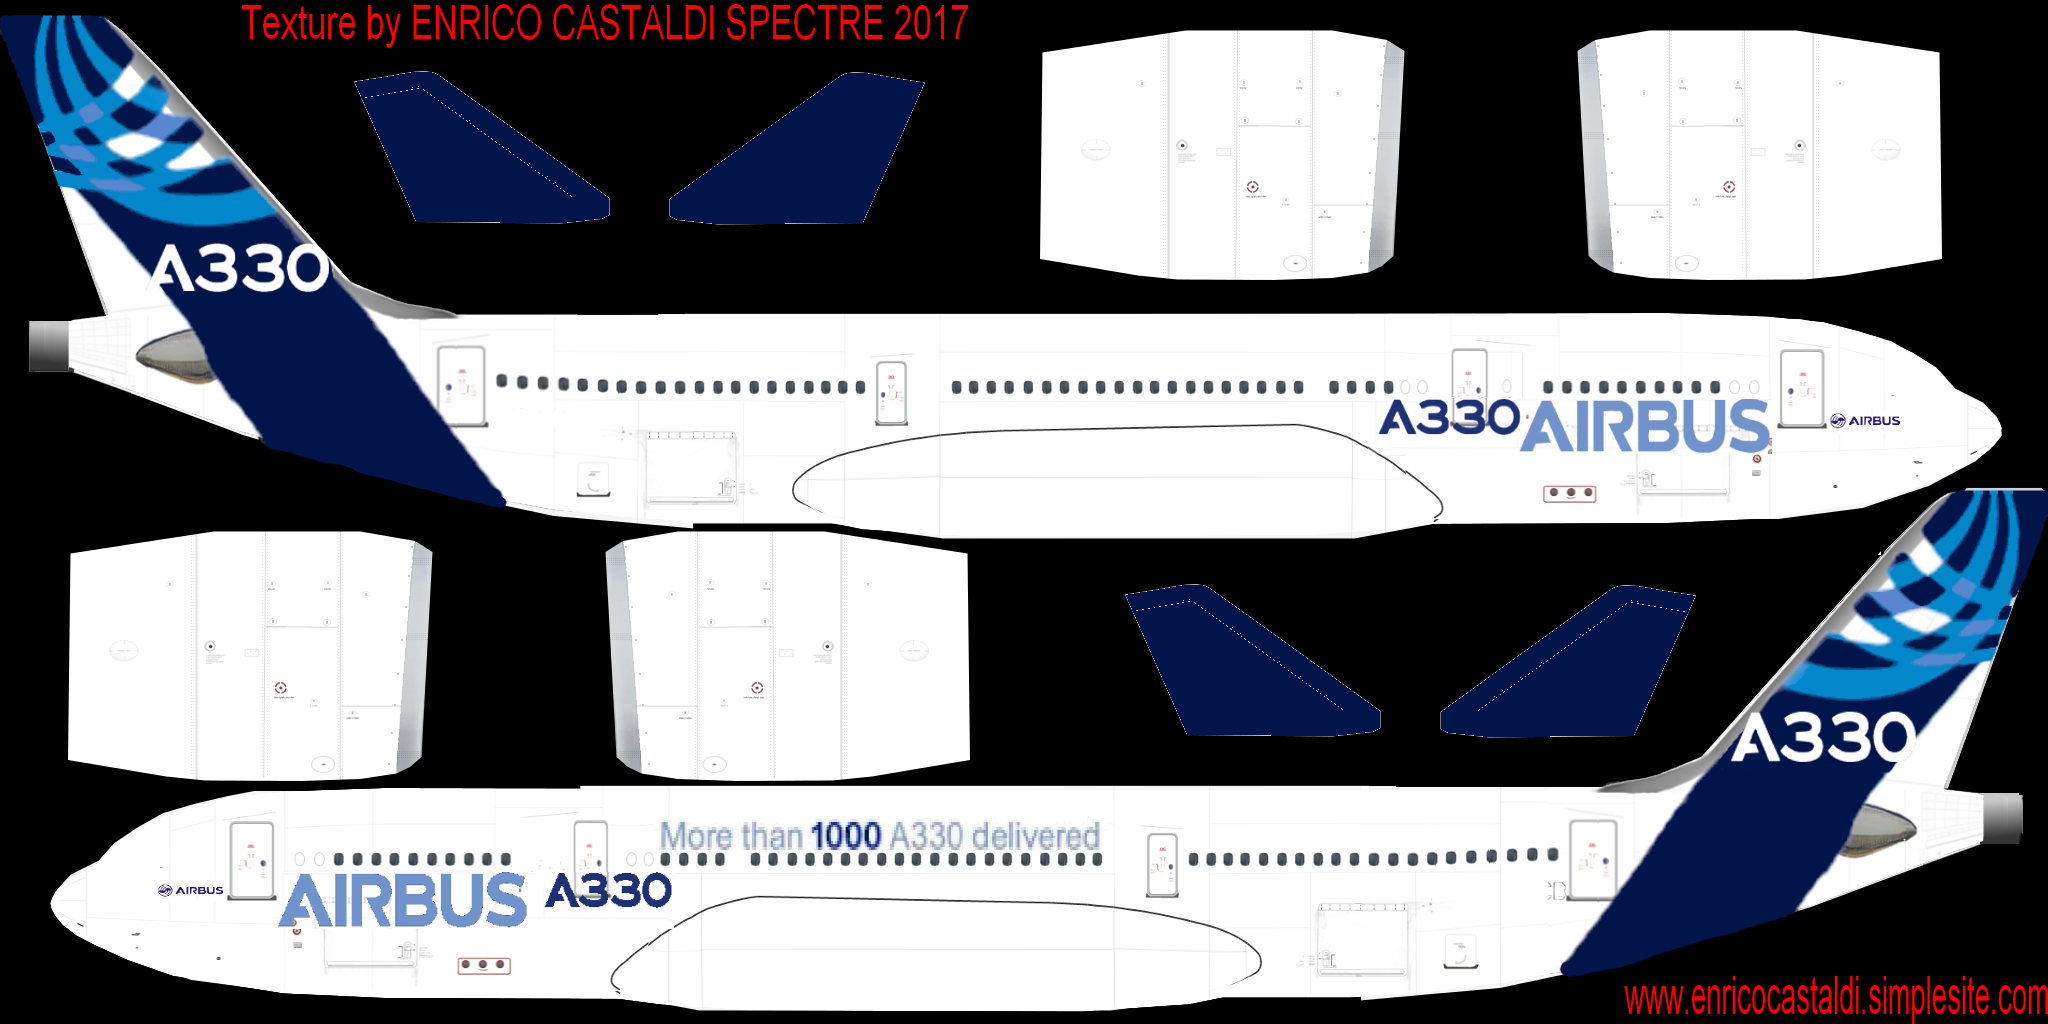 Texture by ENRICO CASTALDI SPECTRE 2017
A330
A330 AIRBUS
AIRBUS
A330
More than 1000 A330 delivered
AIRBUS
AIRBUS
A330
www.enricocastaldi.simplesite.com